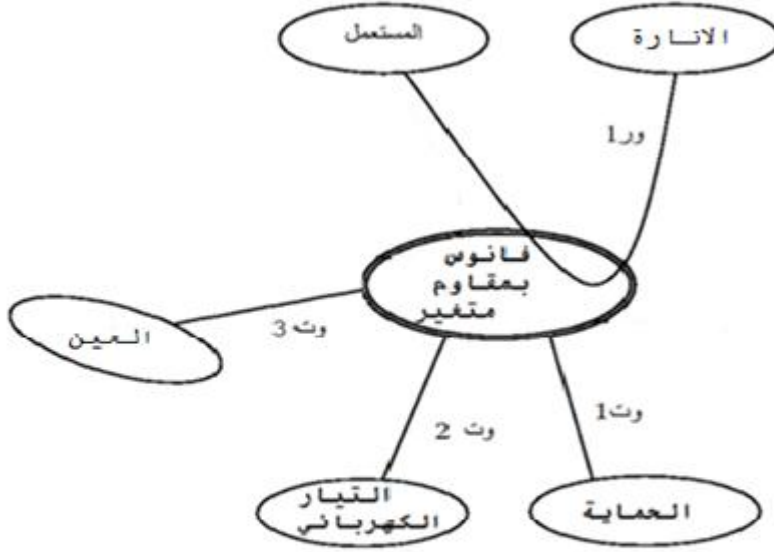 الانارة
المستعمل
ور1
فانوس
بمقاوم
متغير
العين
وت 3
وت 2
وت1
التيار
الكهربائي
الحماية